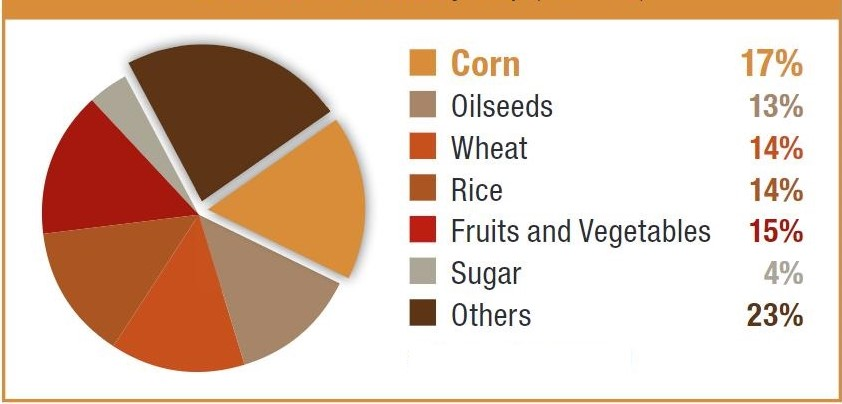 Corn 17%
Oilseeds 13%
Wheat 14%
Rice 14%
Fruits and Vegetables 15%
Sugar 4%
Others 23%